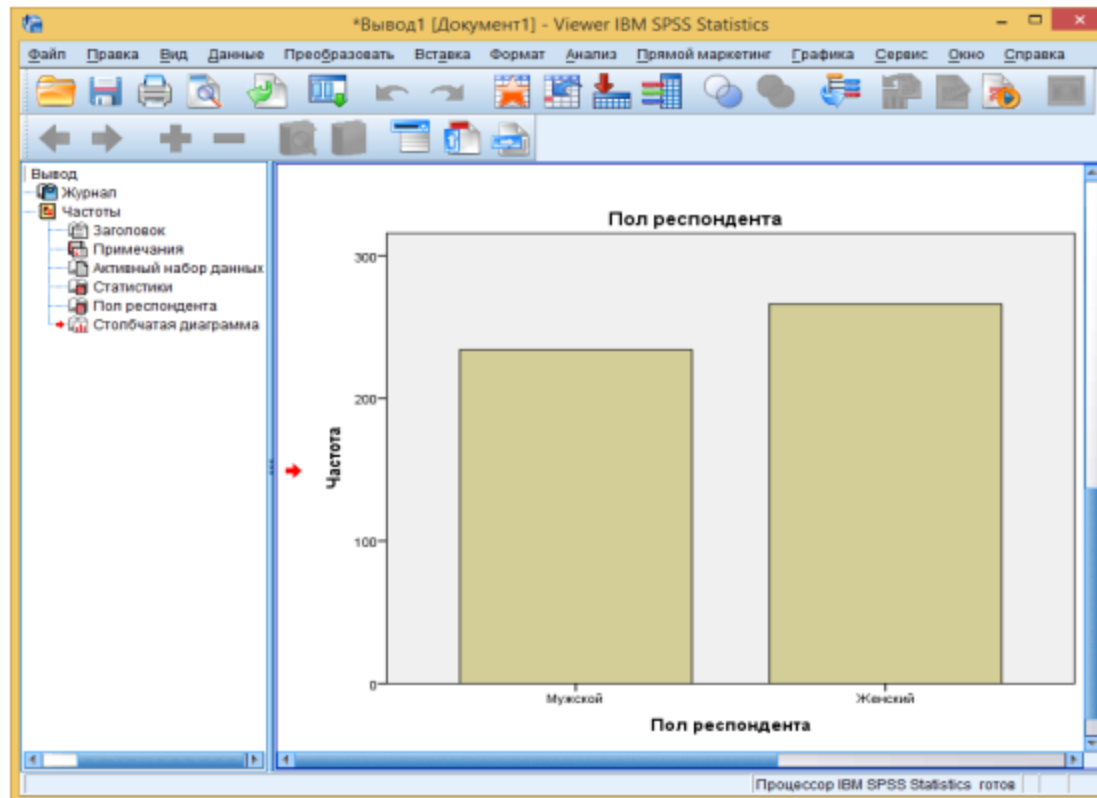 *Вывод1 [Документ1] - Viewer IBM SPSS Statistics
Файл Правка Вид Данные Преобразовать Вставка Формат Анализ Прямой маркетинг Графика Сервис Окно Справка
Вывод
Журнал
Частоты
Заголовок
Примечания
Активный набор данных
Статистики
Пол респондента
Столбчатая диаграмма
Пол респондента
300
200
100
0
Частота
Мужской Женский
Пол респондента
Процессор IBM SPSS Statistics готов